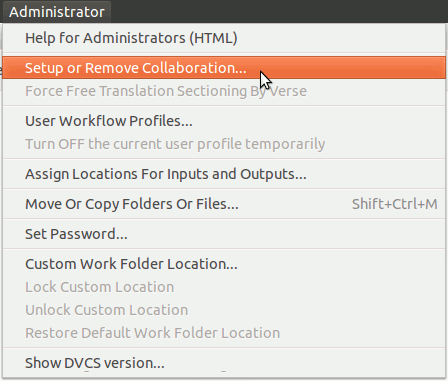 Administrator
Help for Administrators (HTML)
Setup or Remove Collaboration...
Force Free Translation Sectioning By Verse
User Workflow Profiles...
Turn OFF the current user profile temporarily
Assign Locations For Inputs and Outputs...
Move Or Copy Folders Or Files... Shift+Ctrl+M
Set Password...
Custom Work Folder Location...
Lock Custom Location
Unlock Custom Location
Restore Default Work Folder Location
Show DVCS version...